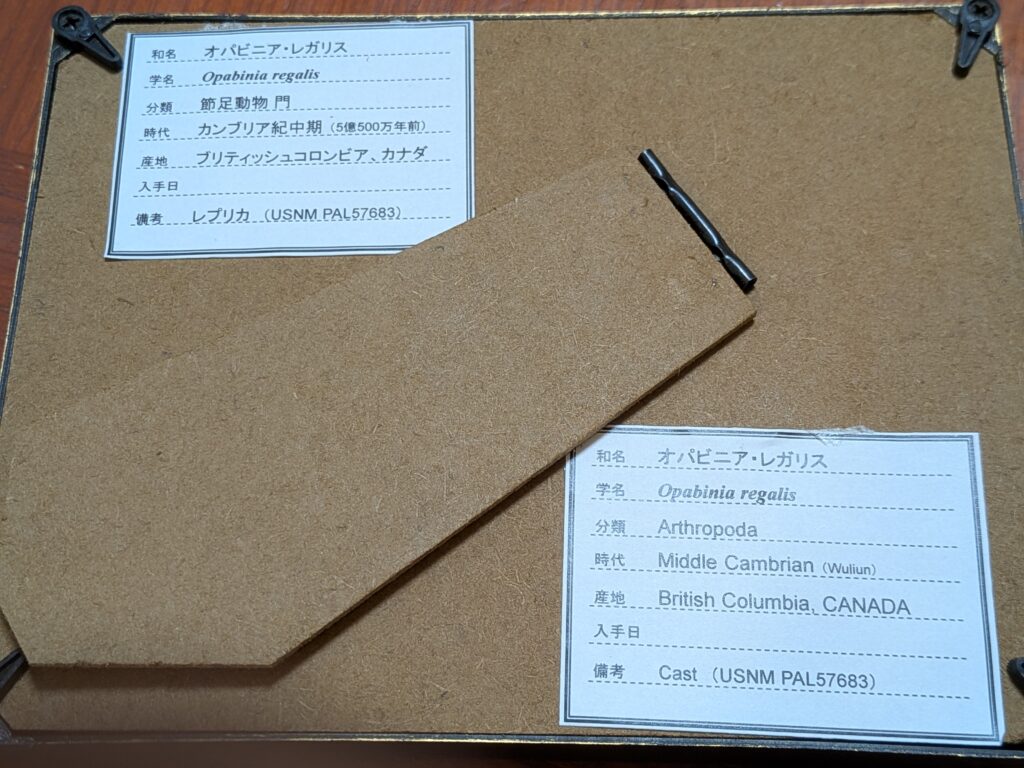 和名 オパビニア・レガリス
学名 Opabinia regalis
分類 節足動物 門
時代 カンブリア紀中期 (5億500万年前)
産地 ブリティッシュコロンビア、カナダ
入手日
備考 レプリカ (USNM PAL57683)
和名 オパビニア・レガリス
学名 Opabinia regalis
分類 Arthropoda
時代 Middle Cambrian (Wuliun)
産地 British Columbia, CANADA
入手日
備考 Cast (USNM PAL57683)